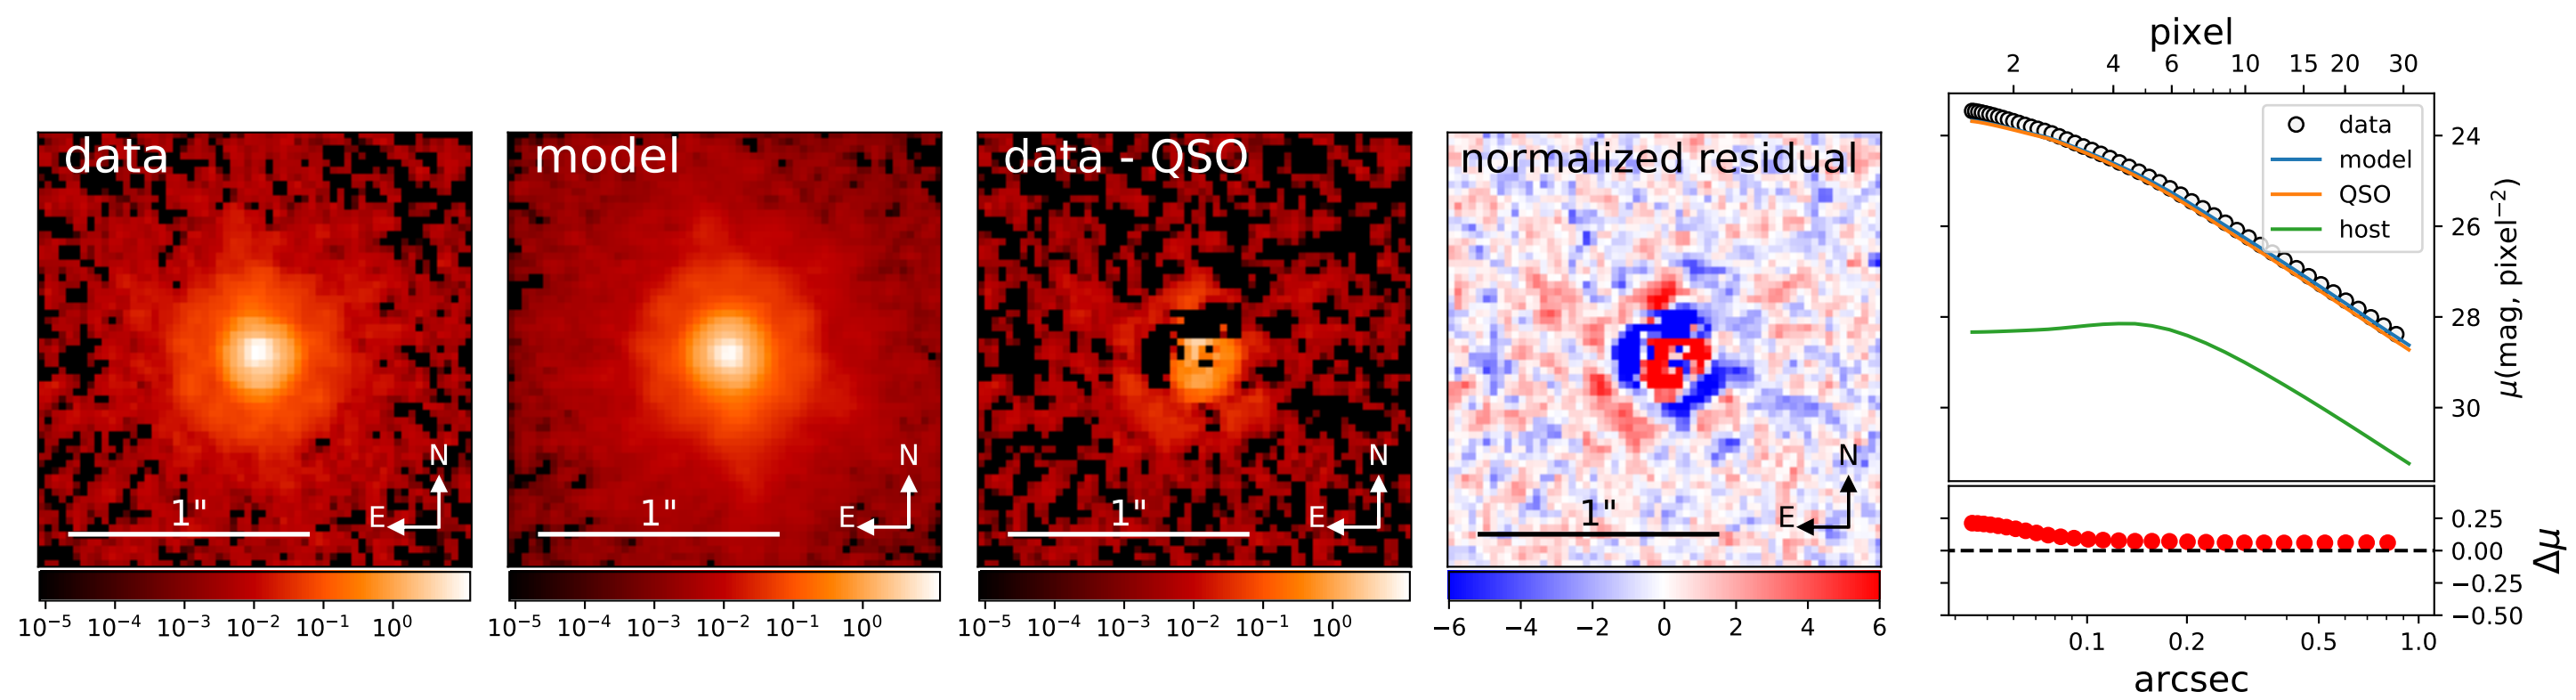 data
N
E
1"
10⁻⁵ 10⁻⁴ 10⁻³ 10⁻² 10⁻¹ 10⁰
model
N
E
1"
10⁻⁵ 10⁻⁴ 10⁻³ 10⁻² 10⁻¹ 10⁰
data - QSO
N
E
1"
10⁻⁵ 10⁻⁴ 10⁻³ 10⁻² 10⁻¹ 10⁰
normalized residual
N
E
1"
−6 −4 −2 0 2 4 6
pixel
2 4 6 10 15 20 30
data
model
QSO
host
24
26
28
30
μ(mag, pixel⁻²)
0.25
0.00
−0.25
−0.50
Δμ
0.1 0.2 0.5 1.0
arcsec